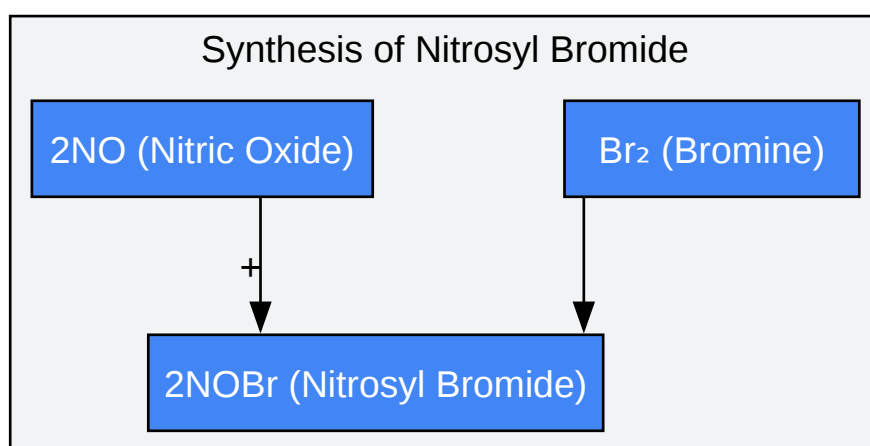 Synthesis of Nitrosyl Bromide
2NO (Nitric Oxide)
Br₂ (Bromine)
+
2NOBr (Nitrosyl Bromide)